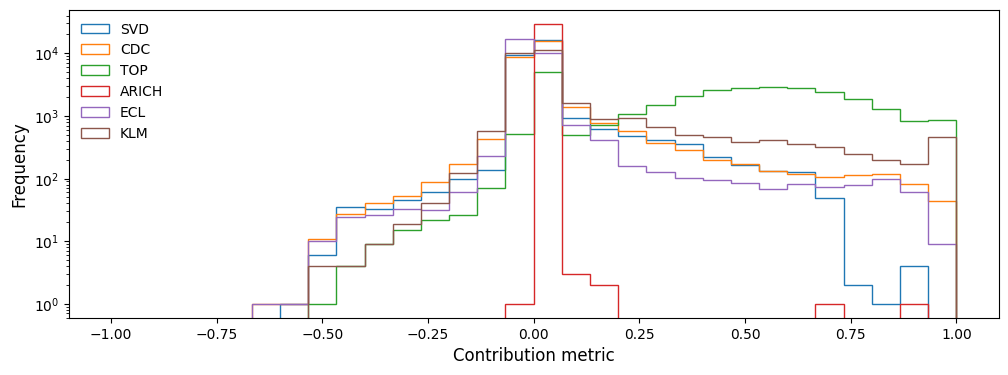 SVD
CDC
TOP
ARICH
ECL
KLM
Frequency
10⁴
10³
10²
10¹
10⁰
−1.00 −0.75 −0.50 −0.25 0.00 0.25 0.50 0.75 1.00
Contribution metric